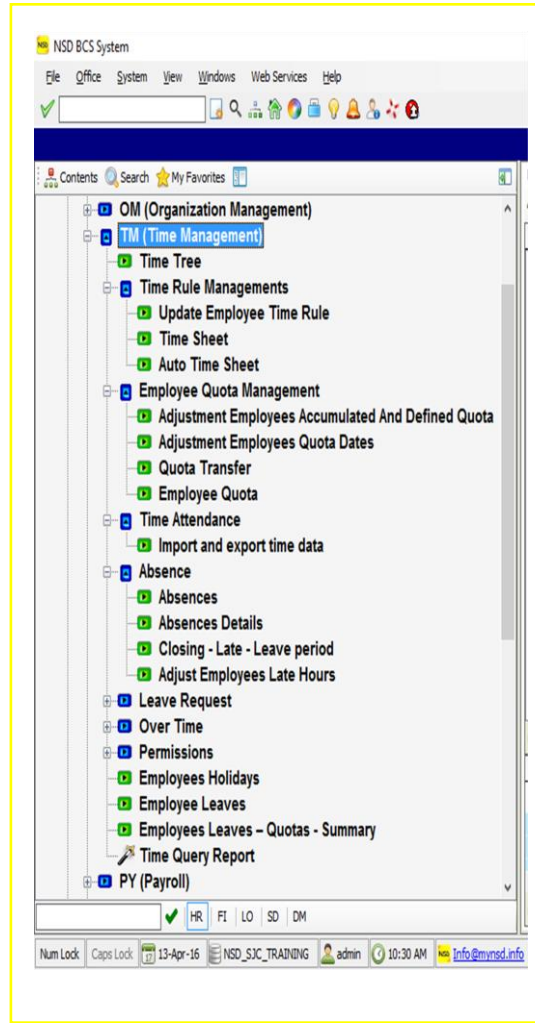 NSD BCS System
File Office System View Windows Web Services Help
Contents Search My Favorites
OM (Organization Management)
TM (Time Management)
Time Tree
Time Rule Managements
Update Employee Time Rule
Time Sheet
Auto Time Sheet
Employee Quota Management
Adjustment Employees Accumulated And Defined Quota
Adjustment Employees Quota Dates
Quota Transfer
Employee Quota
Time Attendance
Import and export time data
Absence
Absences
Absences Details
Closing - Late - Leave period
Adjust Employees Late Hours
Leave Request
Over Time
Permissions
Employees Holidays
Employee Leaves
Employees Leaves – Quotas - Summary
Time Query Report
PY (Payroll)
HR FI LO SD DM
Num Lock Caps Lock 13-Apr-16 NSD_SJC_TRAINING admin 10:30 AM Info@mynsd.info